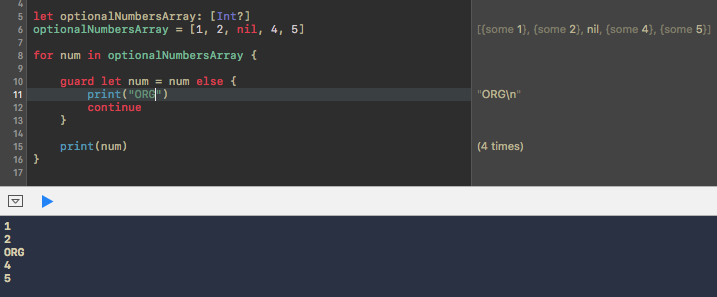 4
5 let optionalNumbersArray: [Int?]
6 optionalNumbersArray = [1, 2, nil, 4, 5] [{some 1}, {some 2}, nil, {some 4}, {some 5}]
7
8 for num in optionalNumbersArray {
9
10 guard let num = num else {
11 print("ORG") "ORG\n"
12 continue
13 }
14
15 print(num) (4 times)
16 }
17
1
2
ORG
4
5